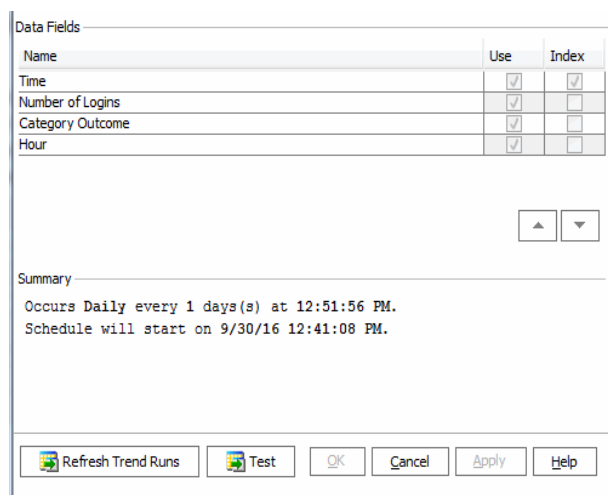 Data Fields
Name Use Index
Time
Number of Logins
Category Outcome
Hour
Summary
Occurs Daily every 1 days(s) at 12:51:56 PM.
Schedule will start on 9/30/16 12:41:08 PM.
Refresh Trend Runs Test OK Cancel Apply Help